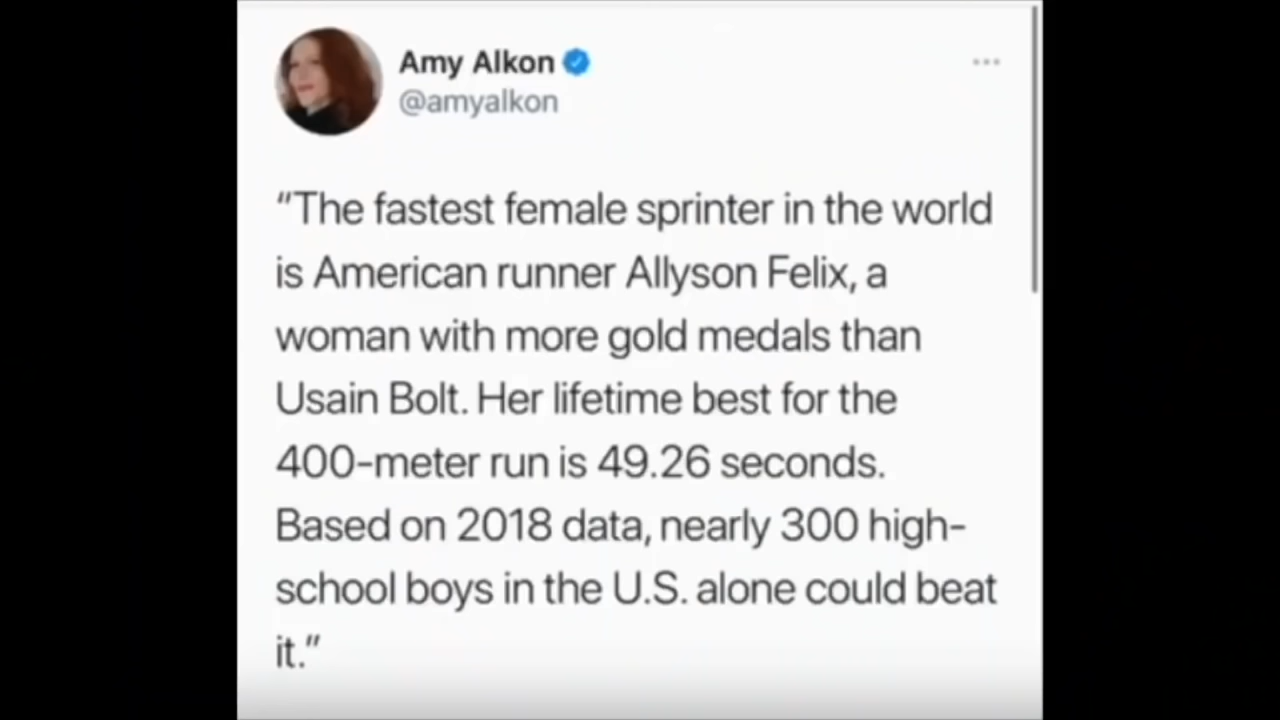 Amy Alkon
@amyalkon
“The fastest female sprinter in the world
is American runner Allyson Felix, a
woman with more gold medals than
Usain Bolt. Her lifetime best for the
400-meter run is 49.26 seconds.
Based on 2018 data, nearly 300 high-
school boys in the U.S. alone could beat
it.”